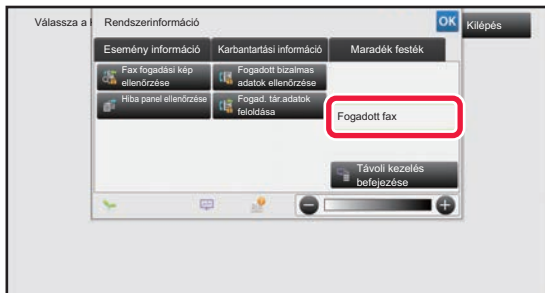 Válassza a
Rendszerinformáció
OK
Kilépés
Esemény információ
Karbantartási információ
Maradék festék
Fax fogadási kép
ellenőrzése
Fogadott bizalmas
adatok ellenőrzése
Hiba panel ellenőrzése
Fogad. tár.adatok
feloldása
Fogadott fax
Távoli kezelés
befejezése